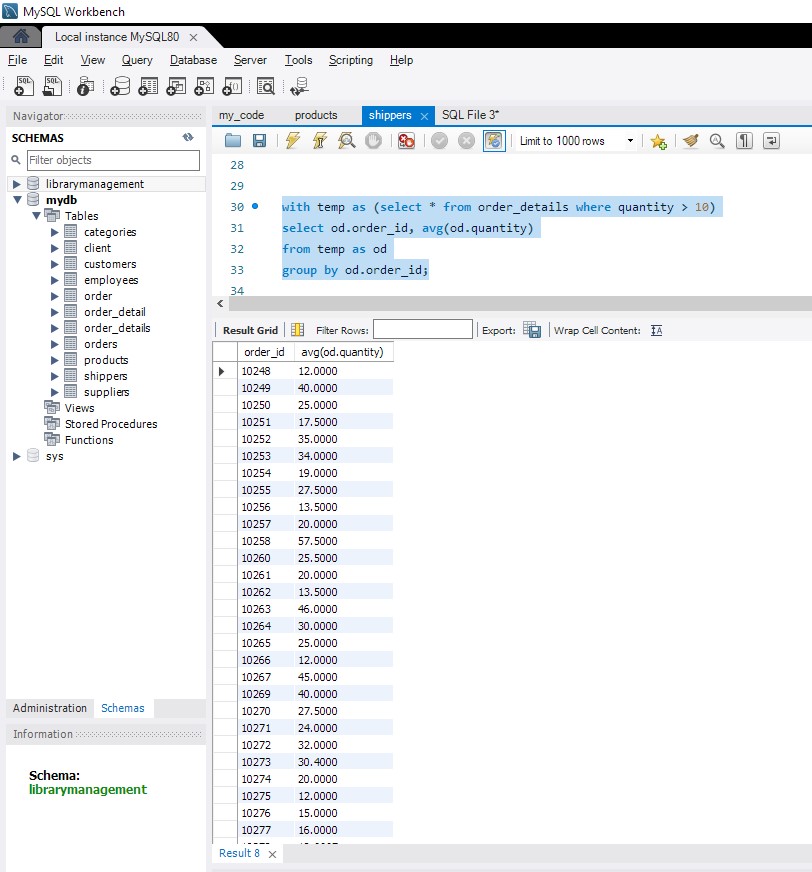 MySQL Workbench
Local instance MySQL80
File Edit View Query Database Server Tools Scripting Help
Navigator
SCHEMAS
Filter objects
librarymanagement
mydb
Tables
categories
client
customers
employees
order
order_detail
order_details
orders
products
shippers
suppliers
Views
Stored Procedures
Functions
sys
Administration Schemas
Information
Schema:
librarymanagement
my_code products shippers SQL File 3*
Limit to 1000 rows
28
29
30 with temp as (select * from order_details where quantity > 10)
31 select od.order_id, avg(od.quantity)
32 from temp as od
33 group by od.order_id;
34
Result Grid Filter Rows: Export: Wrap Cell Content:
order_id avg(od.quantity)
10248 12.0000
10249 40.0000
10250 25.0000
10251 17.5000
10252 35.0000
10253 34.0000
10254 19.0000
10255 27.5000
10256 13.5000
10257 20.0000
10258 57.5000
10260 25.5000
10261 20.0000
10262 13.5000
10263 46.0000
10264 30.0000
10265 25.0000
10266 12.0000
10267 45.0000
10269 40.0000
10270 27.5000
10271 24.0000
10272 32.0000
10273 30.4000
10274 20.0000
10275 12.0000
10276 15.0000
10277 16.0000
Result 8